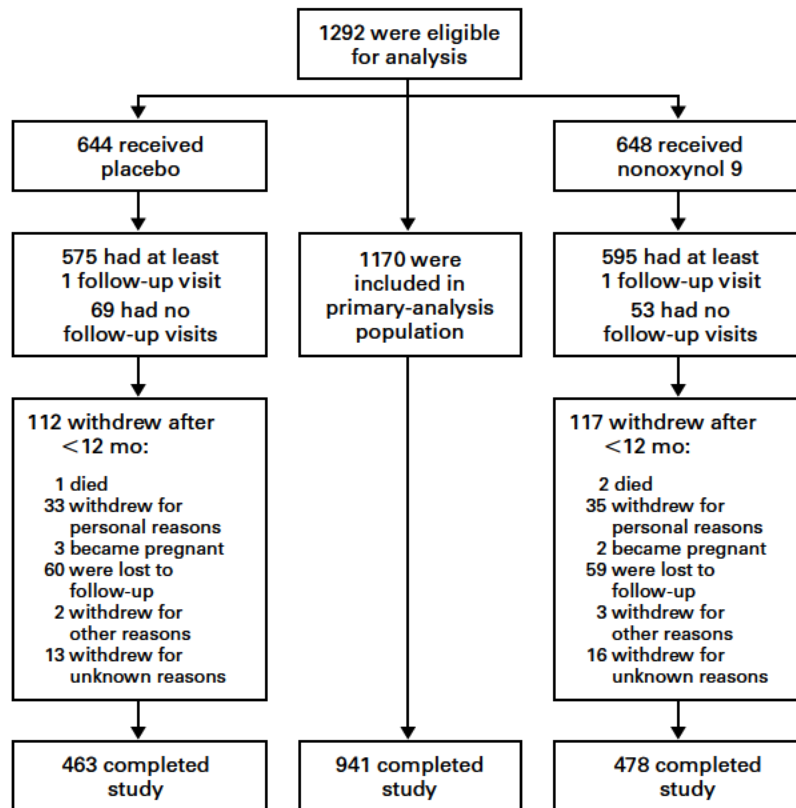 1292 were eligible
for analysis
644 received
placebo
648 received
nonoxynol 9
575 had at least
1 follow-up visit
69 had no
follow-up visits
1170 were
included in
primary-analysis
population
595 had at least
1 follow-up visit
53 had no
follow-up visits
112 withdrew after
<12 mo:
1 died
33 withdrew for
personal reasons
3 became pregnant
60 were lost to
follow-up
2 withdrew for
other reasons
13 withdrew for
unknown reasons
117 withdrew after
<12 mo:
2 died
35 withdrew for
personal reasons
2 became pregnant
59 were lost to
follow-up
3 withdrew for
other reasons
16 withdrew for
unknown reasons
463 completed
study
941 completed
study
478 completed
study